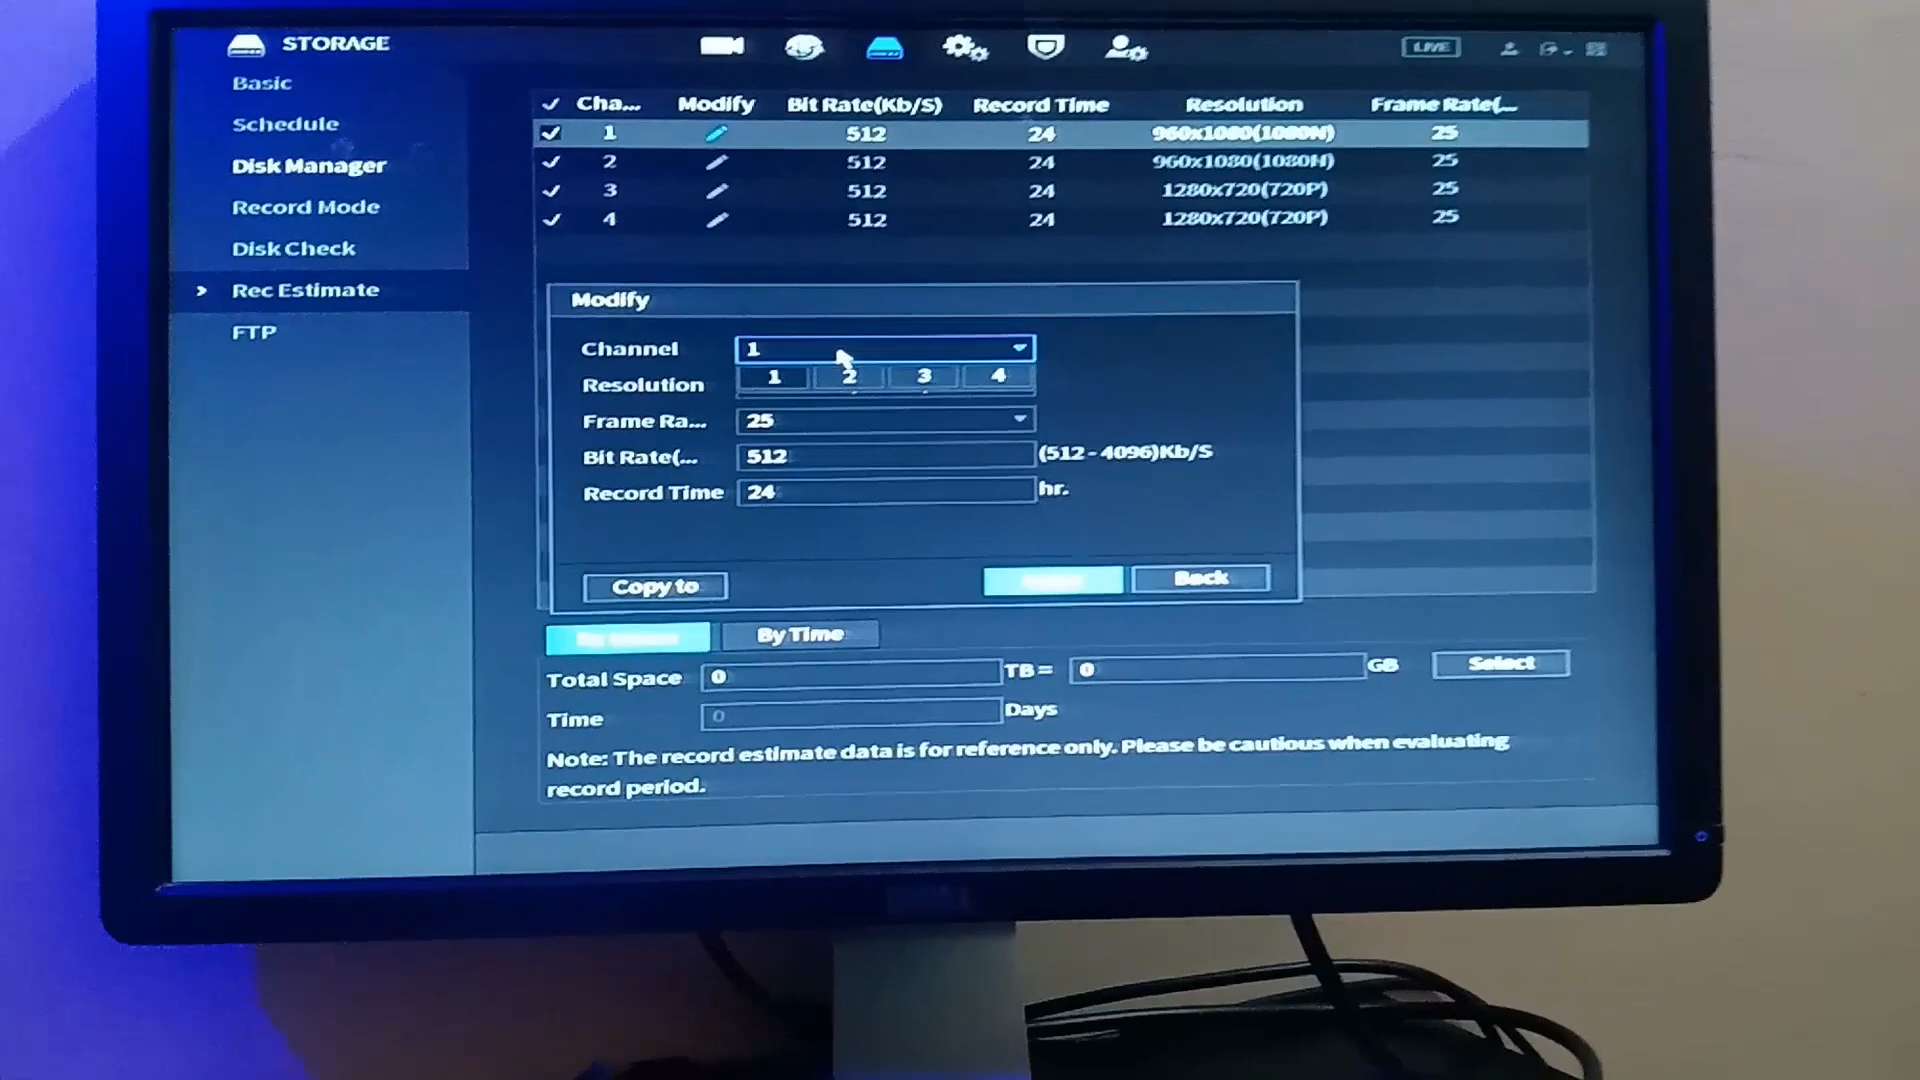 STORAGE
LIVE
Basic
Schedule
Disk Manager
Record Mode
Disk Check
> Rec Estimate
FTP
Cha... Modify Bit Rate(Kb/S) Record Time Resolution Frame Rate(...
1 512 24 960x1080(1080N) 25
2 512 24 960x1080(1080N) 25
3 512 24 1280x720(720P) 25
4 512 24 1280x720(720P) 25
Modify
Channel 1
1 2 3 4
Resolution
Frame Ra... 25
Bit Rate(... 512 (512-4096)Kb/S
Record Time 24 hr.
Copy to Back
By Time
Total Space 0 TB= 0 GB Select
Time 0 Days
Note: The record estimate data is for reference only. Please be cautious when evaluating
record period.